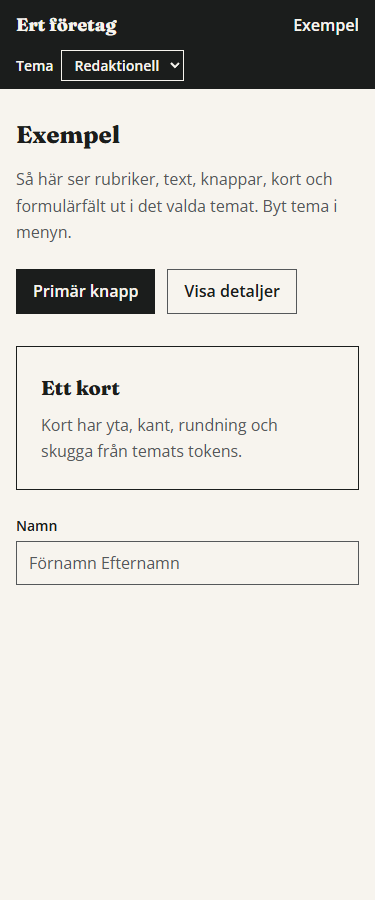 Ert företag
Exempel
Tema
Redaktionell
Exempel
Så här ser rubriker, text, knappar, kort och
formulärfält ut i det valda temat. Byt tema i
menyn.
Primär knapp
Visa detaljer
Ett kort
Kort har yta, kant, rundning och
skugga från temats tokens.
Namn
Förnamn Efternamn